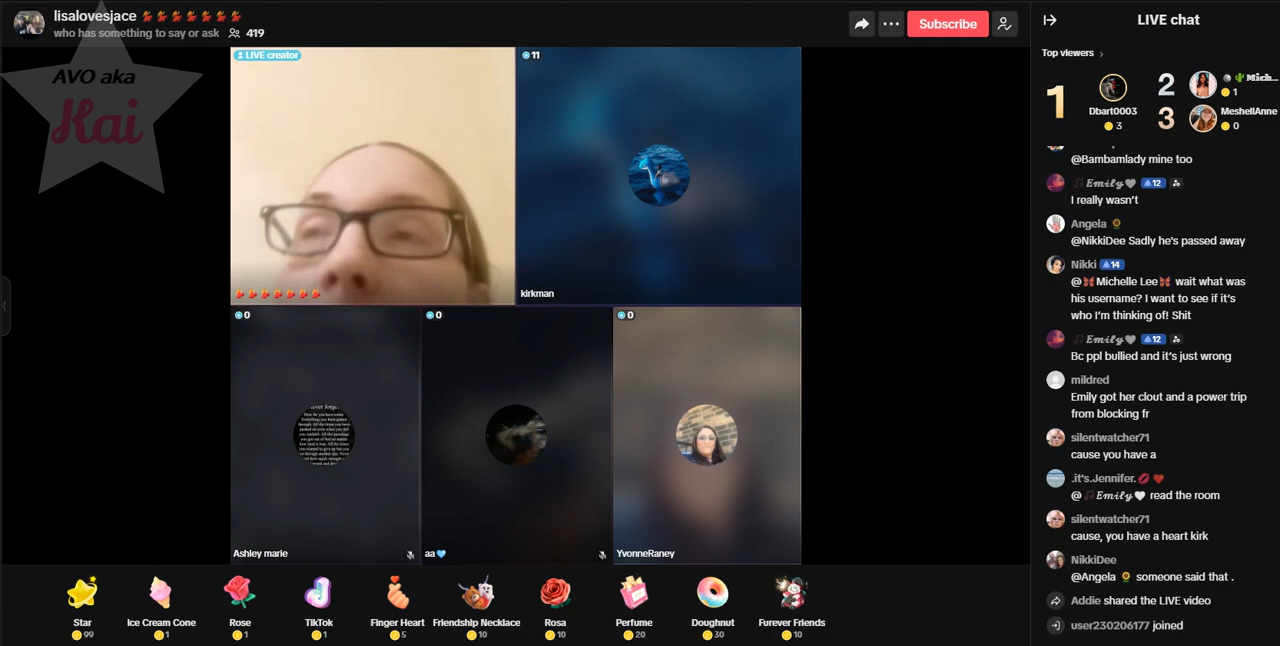 lisalovesjace
who has something to say or ask 419
Subscribe
AVO aka
Kai
LIVE creator
11
kirkman
0
0
0
Ashley marie
aa
YvonneRaney
Star
99
Ice Cream Cone
1
Rose
1
TikTok
1
Finger Heart
5
Friendship Necklace
10
Rosa
10
Perfume
20
Doughnut
30
Furever Friends
10
LIVE chat
Top viewers
1
Dbart0003
3
2
1
3
MeshellAnne
0
@Bambamlady mine too
Emily 12
I really wasn't
Angela
@NikkiDee Sadly he's passed away
Nikki 14
@Michelle Lee wait what was
his username? I want to see if it's
who I'm thinking of! Shit
Emily 12
Bc ppl bullied and it's just wrong
mildred
Emily got her clout and a power trip
from blocking fr
silentwatcher71
cause you have a
.it's.Jennifer.
@ Emily read the room
silentwatcher71
cause, you have a heart kirk
NikkiDee
@Angela someone said that .
Addie shared the LIVE video
user230206177 joined